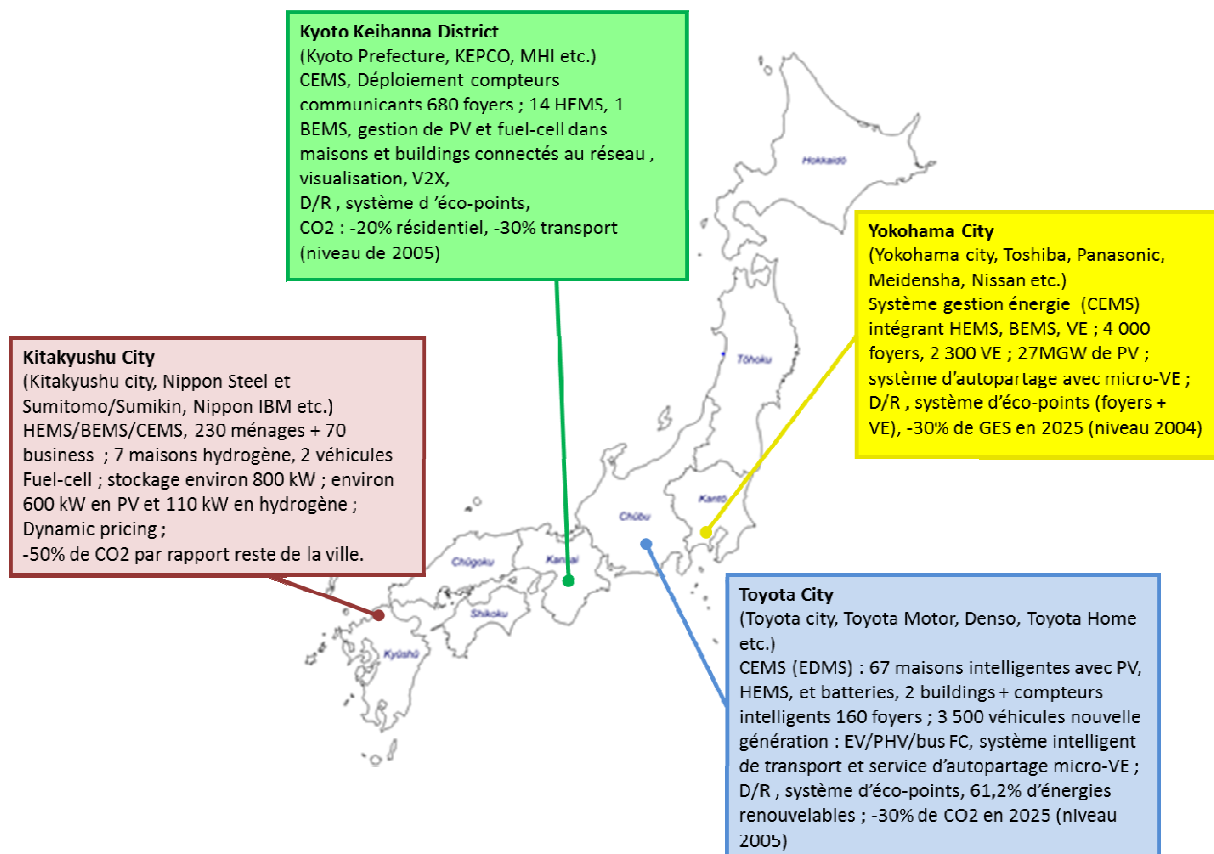 Kyoto Keihanna District
(Kyoto Prefecture, KEPCO, MHI etc.)
CEMS, Déploiement compteurs
communicants 680 foyers ; 14 HEMS, 1
BEMS, gestion de PV et fuel-cell dans
maisons et buildings connectés au réseau ,
visualisation, V2X,
D/R , système d ’éco-points,
CO2 : -20% résidentiel, -30% transport
(niveau de 2005)
Hokkaidō
Yokohama City
(Yokohama city, Toshiba, Panasonic,
Meidensha, Nissan etc.)
Système gestion énergie (CEMS)
intégrant HEMS, BEMS, VE ; 4 000
foyers, 2 300 VE ; 27MGW de PV ;
système d’autopartage avec micro-VE ;
D/R , système d’éco-points (foyers +
VE), -30% de GES en 2025 (niveau 2004)
Tōhoku
Kitakyushu City
(Kitakyushu city, Nippon Steel et
Sumitomo/Sumikin, Nippon IBM etc.)
HEMS/BEMS/CEMS, 230 ménages + 70
business ; 7 maisons hydrogène, 2 véhicules
Fuel-cell ; stockage environ 800 kW ; environ
600 kW en PV et 110 kW en hydrogène ;
Dynamic pricing ;
-50% de CO2 par rapport reste de la ville.
Kantō
Chūbu
Kansai
Chūgoku
Shikoku
Kyūshū
Toyota City
(Toyota city, Toyota Motor, Denso, Toyota Home
etc.)
CEMS (EDMS) : 67 maisons intelligentes avec PV,
HEMS, et batteries, 2 buildings + compteurs
intelligents 160 foyers ; 3 500 véhicules nouvelle
génération : EV/PHV/bus FC, système intelligent
de transport et service d’autopartage micro-VE ;
D/R , système d’éco-points, 61,2% d’énergies
renouvelables ; -30% de CO2 en 2025 (niveau
2005)